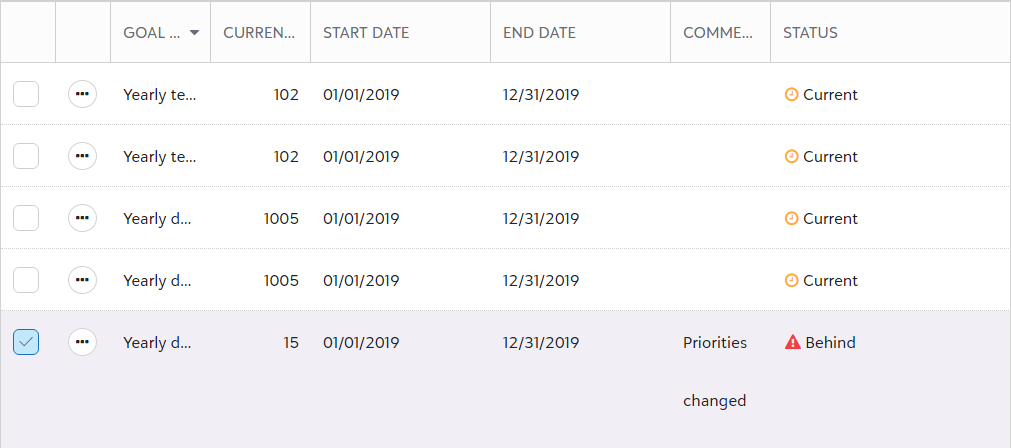 GOAL ... CURREN... START DATE END DATE COMME... STATUS
Yearly te... 102 01/01/2019 12/31/2019 Current
Yearly te... 102 01/01/2019 12/31/2019 Current
Yearly d... 1005 01/01/2019 12/31/2019 Current
Yearly d... 1005 01/01/2019 12/31/2019 Current
Yearly d... 15 01/01/2019 12/31/2019 Priorities Behind
changed